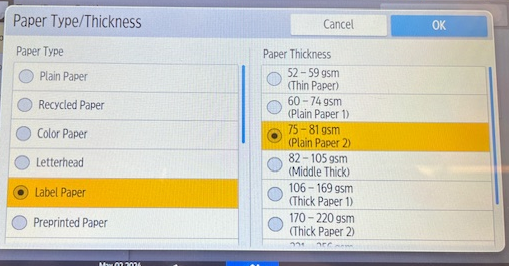 Paper Type/Thickness
Cancel
OK
Paper Type
Plain Paper
Recycled Paper
Color Paper
Letterhead
Label Paper
Preprinted Paper
Paper Thickness
52 – 59 gsm
(Thin Paper)
60 – 74 gsm
(Plain Paper 1)
75 – 81 gsm
(Plain Paper 2)
82 – 105 gsm
(Middle Thick)
106 – 169 gsm
(Thick Paper 1)
170 – 220 gsm
(Thick Paper 2)